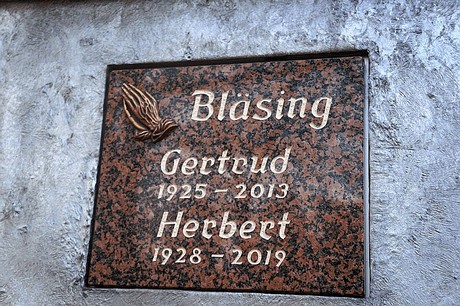 Bläsing
Gertrud
1925 – 2013
Herbert
1928 – 2019